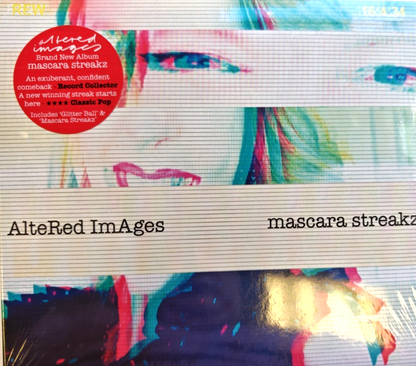 REW
altered
images
Brand New Album
mascara streakz
An exuberant, confident
comeback - Record Collector
A new winning streak starts
here - ★★★★ Classic Pop
Includes 'Glitter Ball' &
'Mascara Streakz'
AlteRed ImAges
mascara streakz